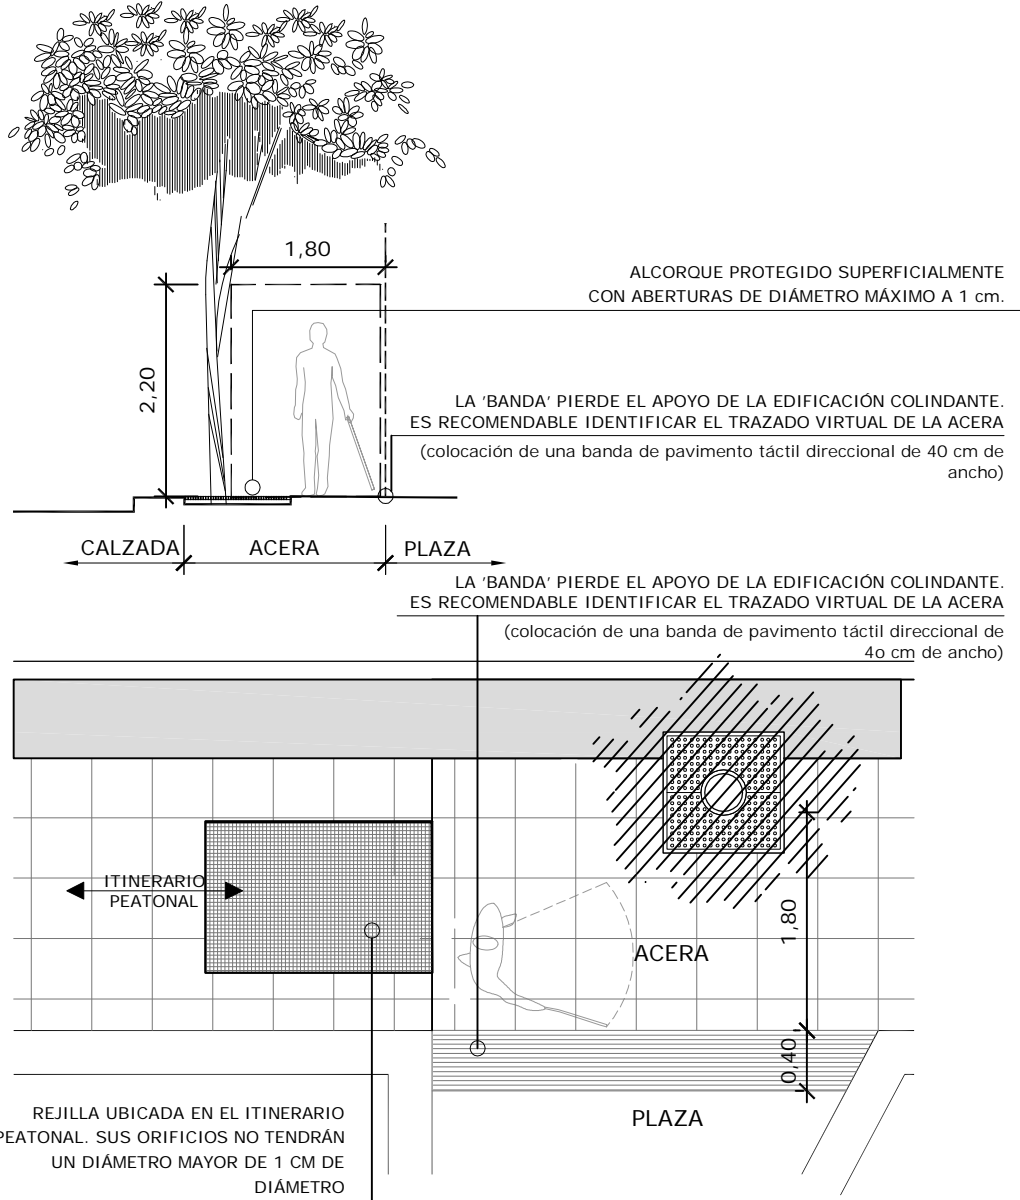 1,80
ALCORQUE PROTEGIDO SUPERFICIALMENTE
CON ABERTURAS DE DIÁMETRO MÁXIMO A 1 cm.
2,20
LA 'BANDA' PIERDE EL APOYO DE LA EDIFICACIÓN COLINDANTE.
ES RECOMENDABLE IDENTIFICAR EL TRAZADO VIRTUAL DE LA ACERA
(colocación de una banda de pavimento táctil direccional de 40 cm de
ancho)
CALZADA
ACERA
PLAZA
LA 'BANDA' PIERDE EL APOYO DE LA EDIFICACIÓN COLINDANTE.
ES RECOMENDABLE IDENTIFICAR EL TRAZADO VIRTUAL DE LA ACERA
(colocación de una banda de pavimento táctil direccional de
4o cm de ancho)
ITINERARIO
PEATONAL
1,80
ACERA
0,40
PLAZA
REJILLA UBICADA EN EL ITINERARIO
PEATONAL. SUS ORIFICIOS NO TENDRÁN
UN DIÁMETRO MAYOR DE 1 CM DE
DIÁMETRO